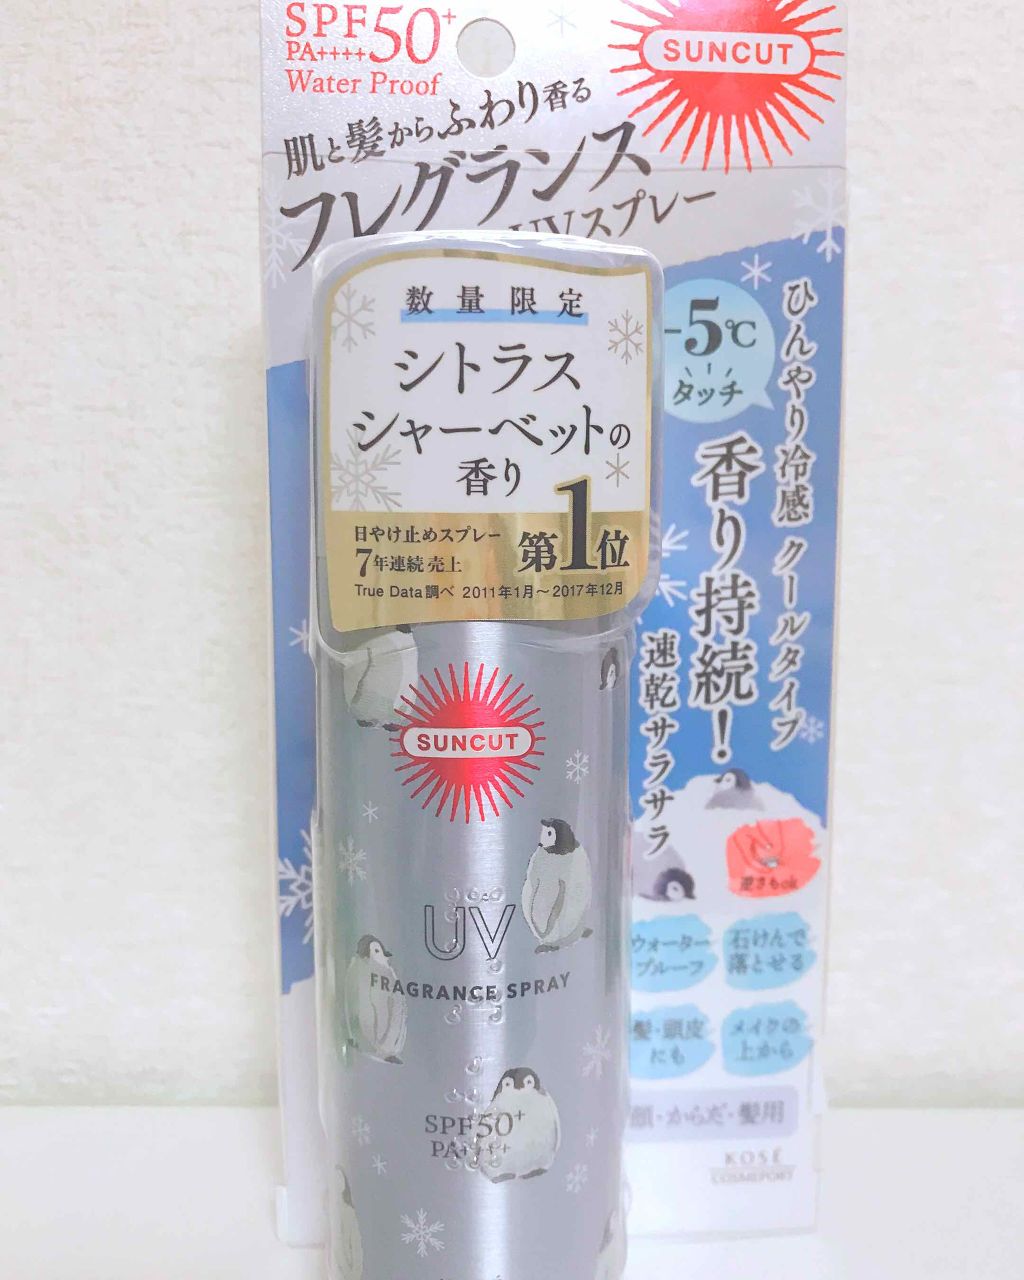 SPF50+
PA++++
Water Proof
SUNCUT
肌と髪からふわり香る
フレグランス
UVスプレー
数量限定
シトラス
シャーベットの
香り
日やけ止めスプレー
7年連続 売上
第1位
True Data調べ 2011年1月～2017年12月
-5℃
タッチ
ひんやり冷感 クールタイプ
香り持続！
速乾サラサラ
SUNCUT
UV
FRAGRANCE SPRAY
SPF50+
PA++++
逆さもok
ウォーター
プルーフ
石けんで
落とせる
髪・頭皮
にも
メイクの
上から
顔・からだ・髪用
KOSÉ
COSMEPORT